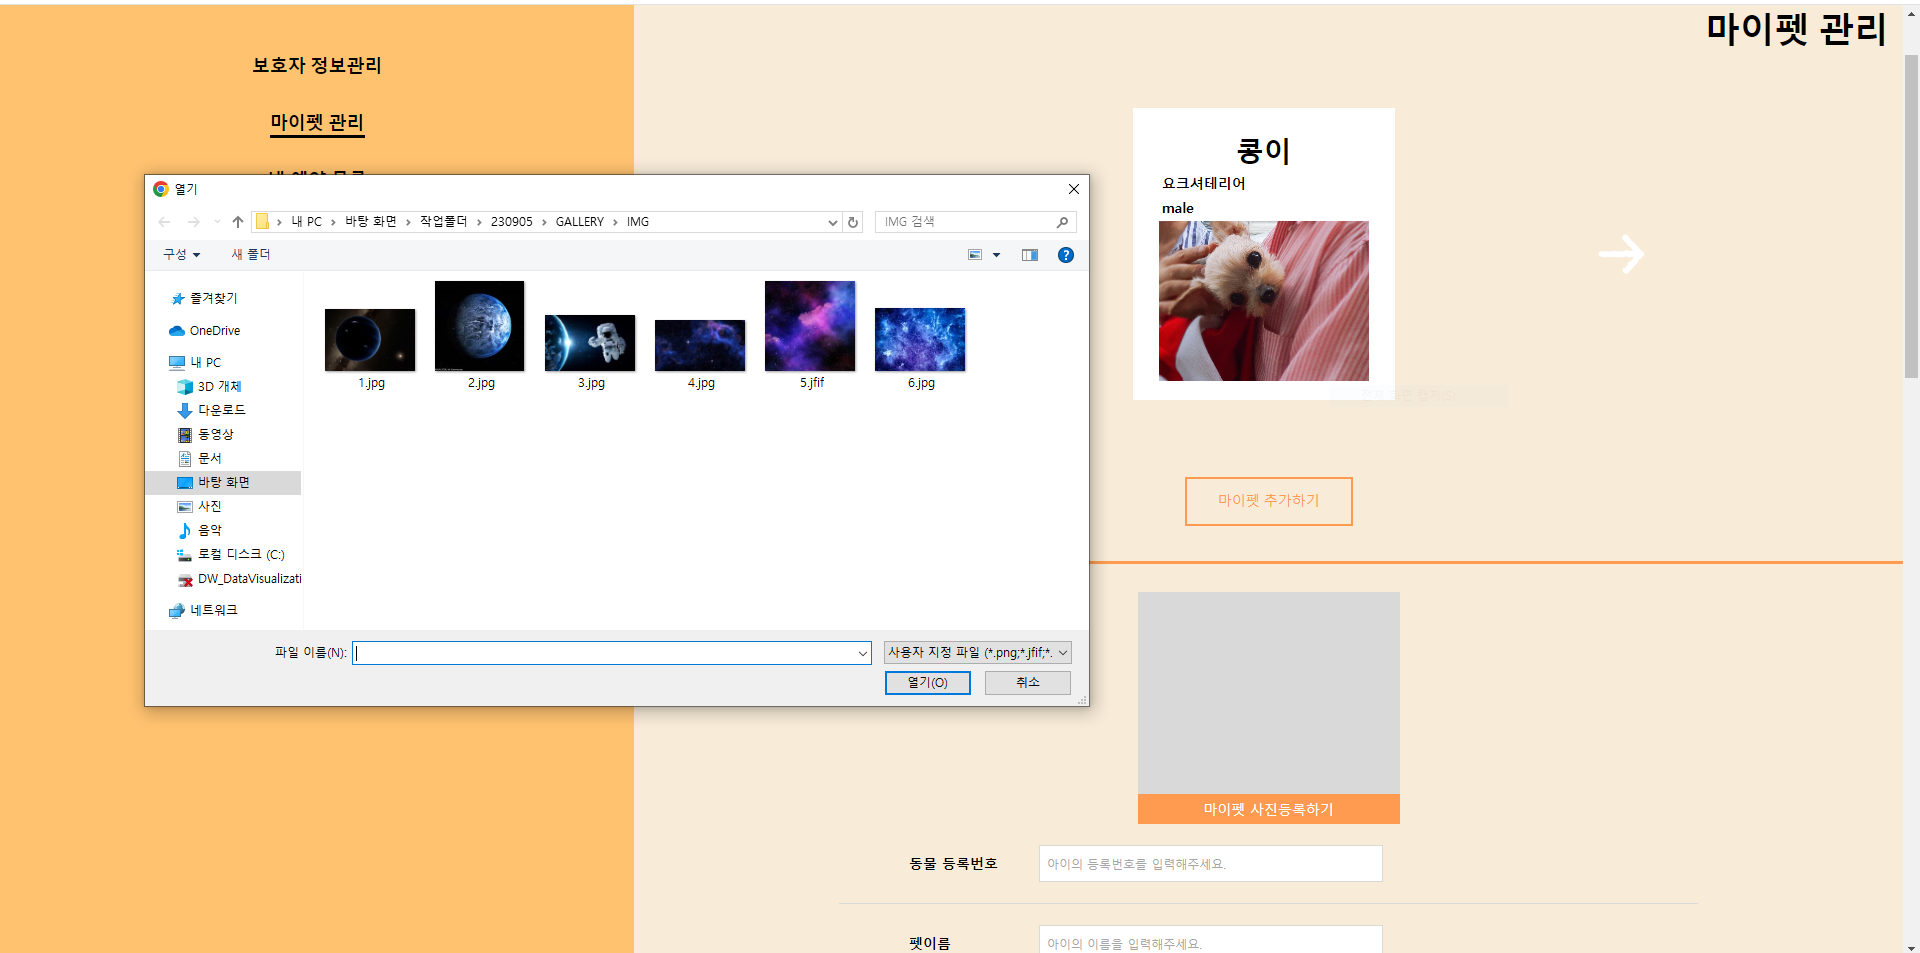 마이펫 관리
보호자 정보관리
마이펫 관리
콩이
요크셔테리어
male
마이펫 추가하기
마이펫 사진등록하기
동물 등록번호
아이의 등록번호를 입력해주세요.
펫이름
아이의 이름을 입력해주세요.
열기
내 PC > 바탕 화면 > 작업폴더 > 230905 > GALLERY > IMG
IMG 검색
구성
새 폴더
즐겨찾기
OneDrive
내 PC
3D 개체
다운로드
동영상
문서
바탕 화면
사진
음악
로컬 디스크 (C:)
DW_DataVisualizati
네트워크
1.jpg
2.jpg
3.jpg
4.jpg
5.jfif
6.jpg
파일 이름(N):
사용자 지정 파일 (*.png;*.jfif;*.
열기(O)
취소